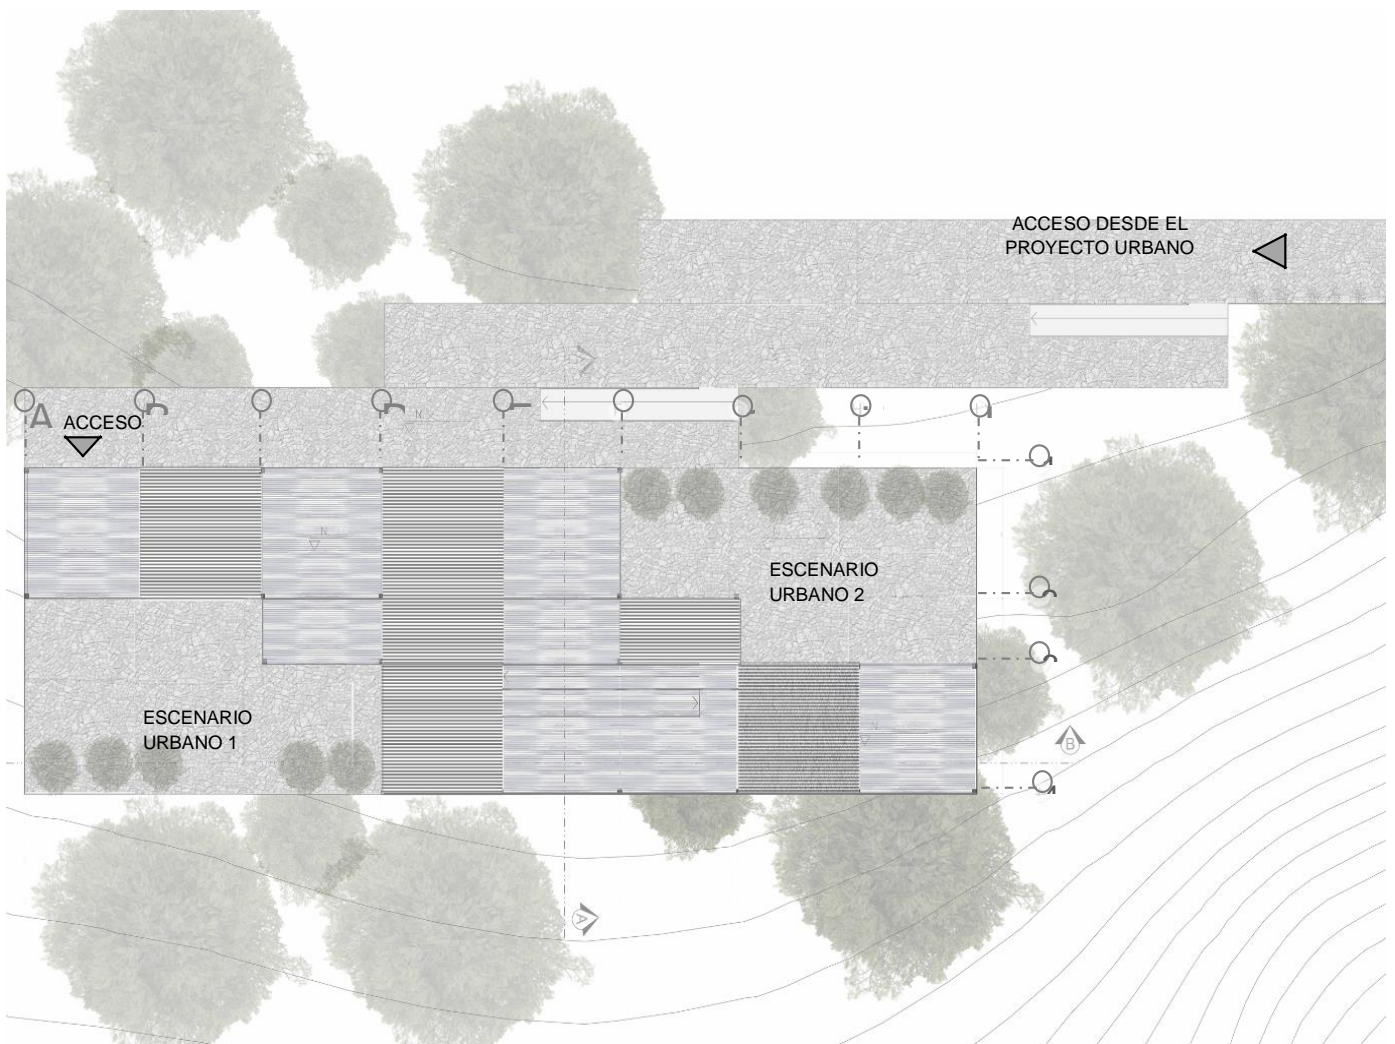 ACCESO DESDE EL
PROYECTO URBANO
A
ACCESO
N
N
ESCENARIO
URBANO 2
ESCENARIO
URBANO 1
N
B
A